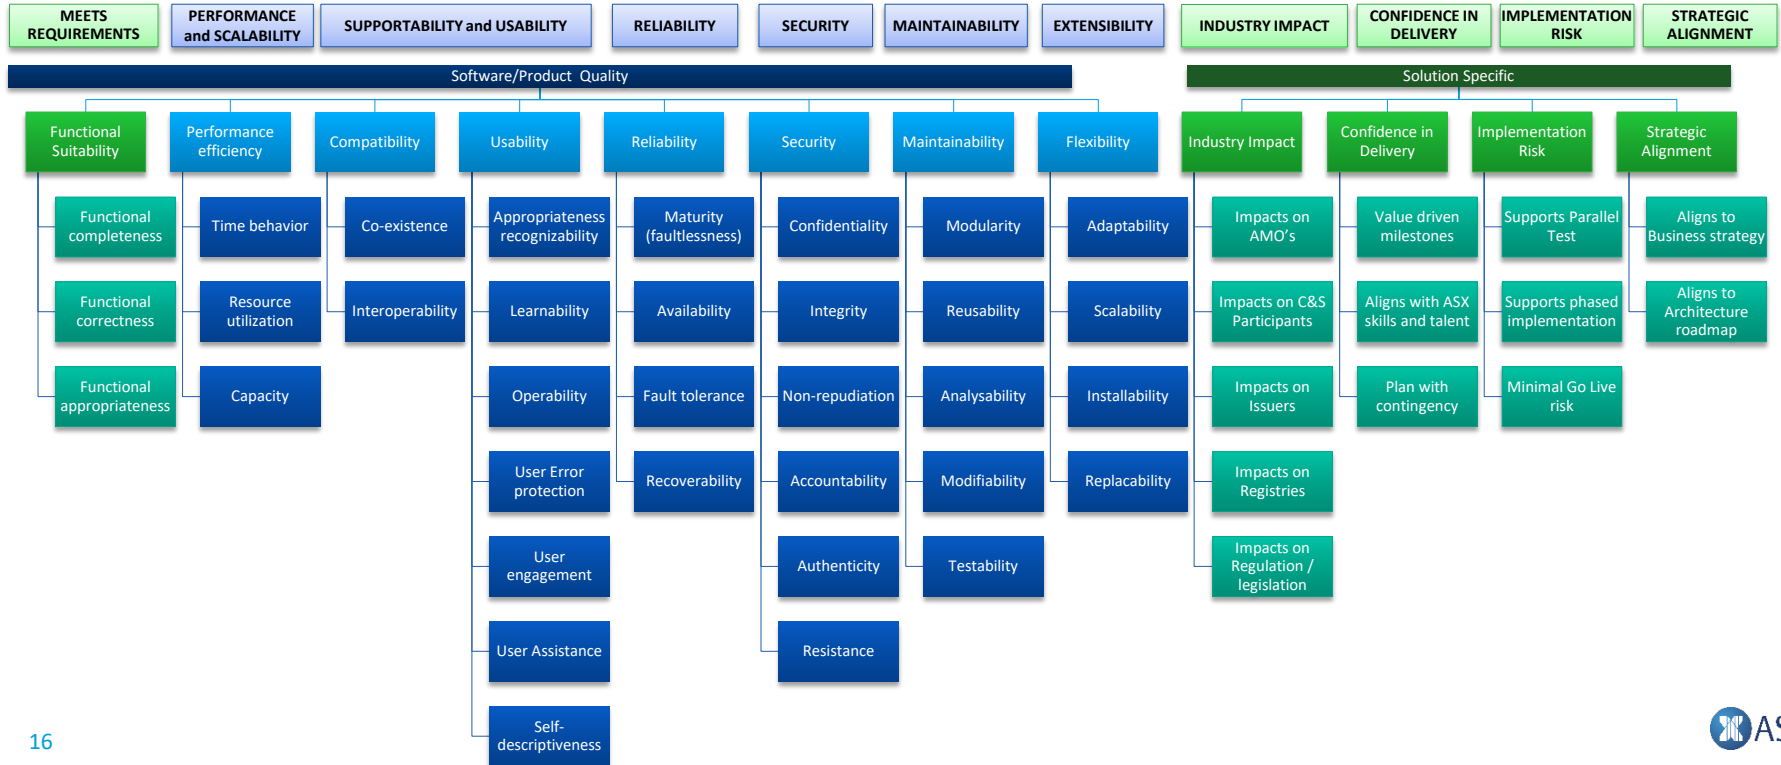 MEETS
REQUIREMENTS
PERFORMANCE
and SCALABILITY
SUPPORTABILITY and USABILITY
RELIABILITY
SECURITY
MAINTAINABILITY
EXTENSIBILITY
INDUSTRY IMPACT
CONFIDENCE IN
DELIVERY
IMPLEMENTATION
RISK
STRATEGIC
ALIGNMENT
Software/Product Quality
Solution Specific
Functional
Suitability
Performance
efficiency
Compatibility
Usability
Reliability
Security
Maintainability
Flexibility
Industry Impact
Confidence in
Delivery
Implementation
Risk
Strategic
Alignment
Functional
completeness
Time behavior
Co-existence
Appropriateness
recognizability
Maturity
(faultlessness)
Confidentiality
Modularity
Adaptability
Impacts on
AMO's
Value driven
milestones
Supports Parallel
Test
Aligns to
Business strategy
Functional
correctness
Resource
utilization
Interoperability
Learnability
Availability
Integrity
Reusability
Scalability
Impacts on C&S
Participants
Aligns with ASX
skills and talent
Supports phased
implementation
Aligns to
Architecture
roadmap
Functional
appropriateness
Capacity
Operability
Fault tolerance
Non-repudiation
Analysability
Installability
Impacts on
Issuers
Plan with
contingency
Minimal Go Live
risk
User Error
protection
Recoverability
Accountability
Modifiability
Replacability
Impacts on
Registries
User
engagement
Authenticity
Testability
Impacts on
Regulation /
legislation
User Assistance
Resistance
Self-
descriptiveness
16